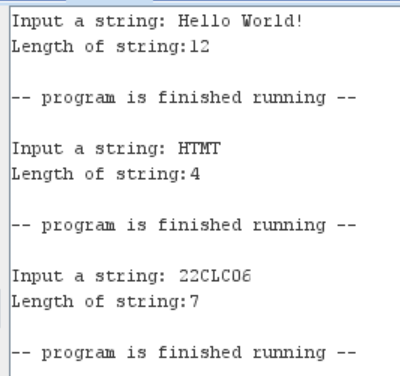 Input a string: Hello World!
Length of string:12
-- program is finished running --
Input a string: HTMT
Length of string:4
-- program is finished running --
Input a string: 22CLC06
Length of string:7
-- program is finished running --